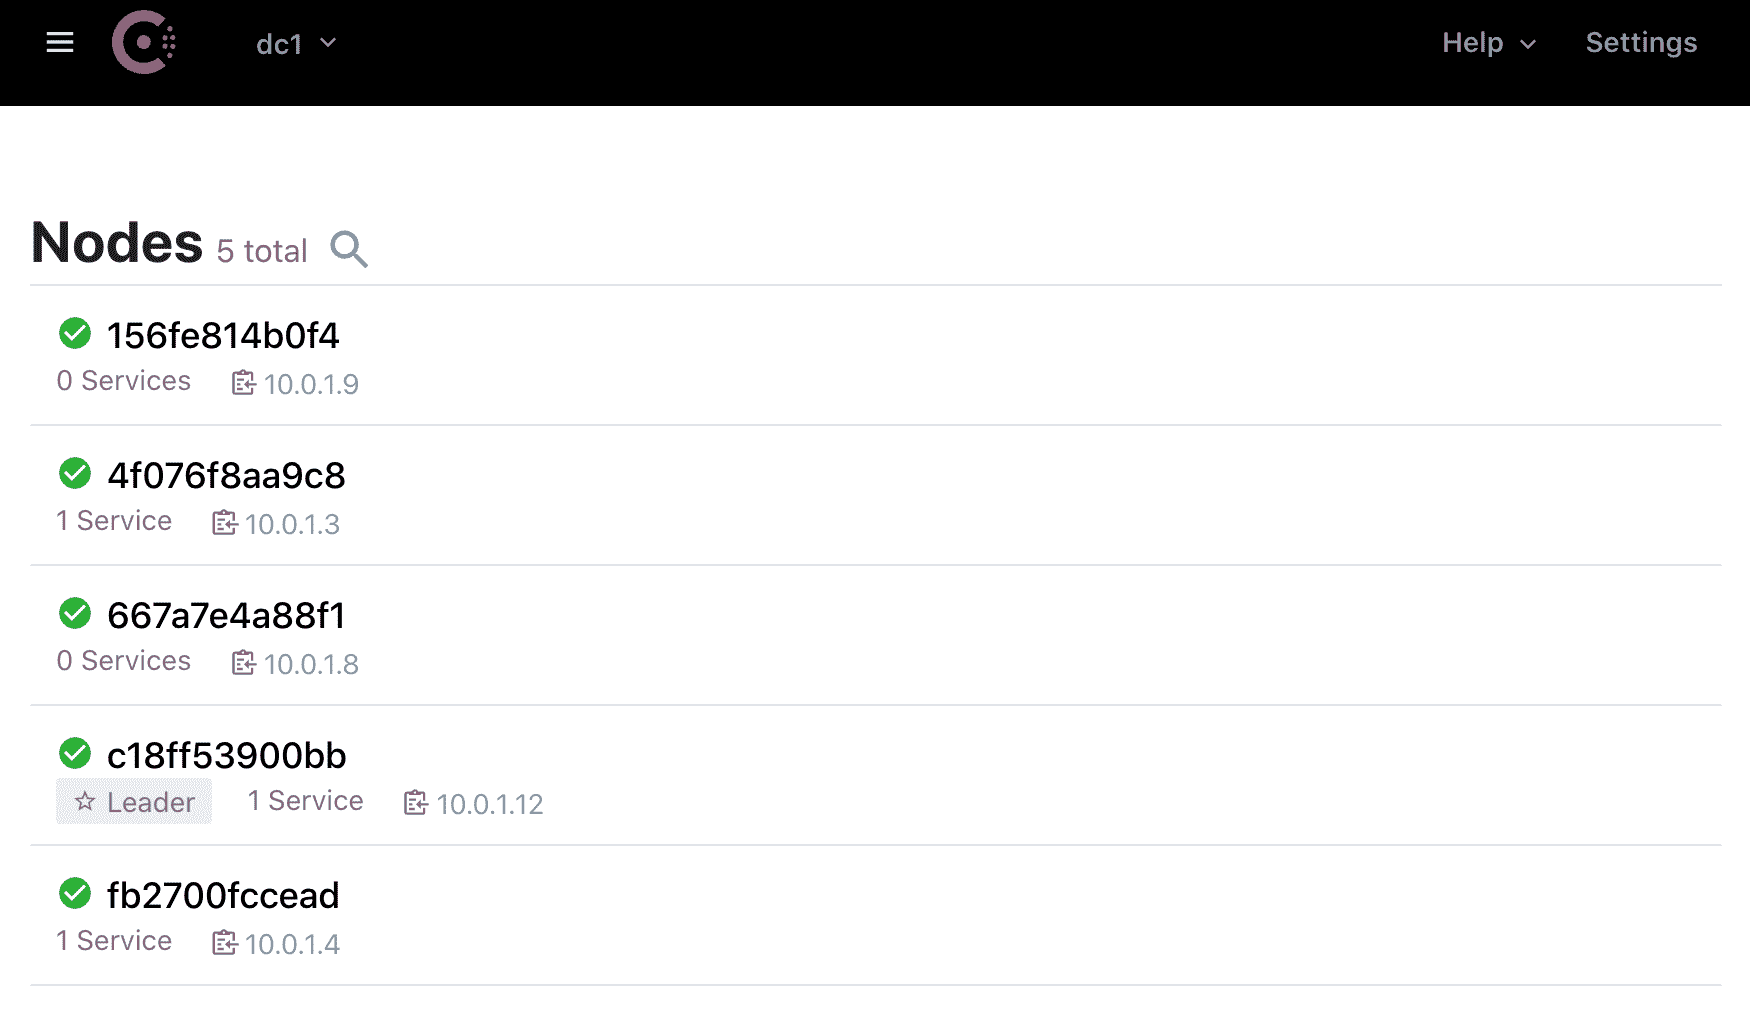 dc1 Help Settings
Nodes 5 total
156fe814b0f4
0 Services 10.0.1.9
4f076f8aa9c8
1 Service 10.0.1.3
667a7e4a88f1
0 Services 10.0.1.8
c18ff53900bb
Leader 1 Service 10.0.1.12
fb2700fccead
1 Service 10.0.1.4